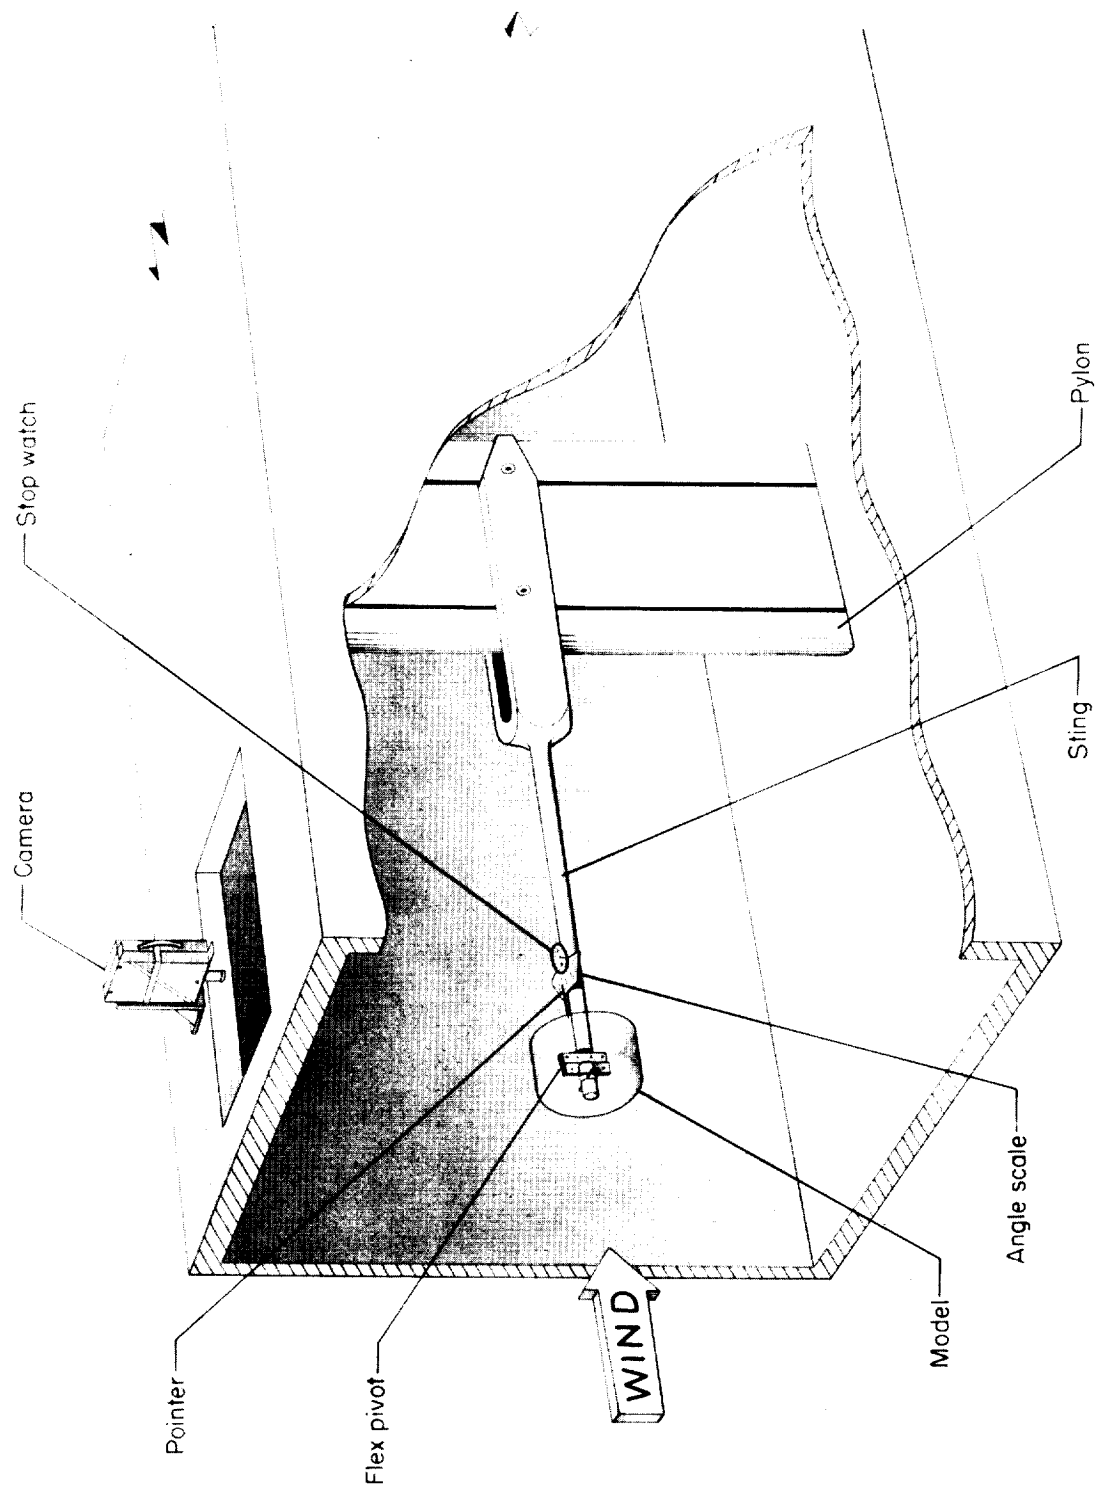 Camera
Stop watch
Pointer
Flex pivot
WIND
Model
Angle scale
Sting
Pylon